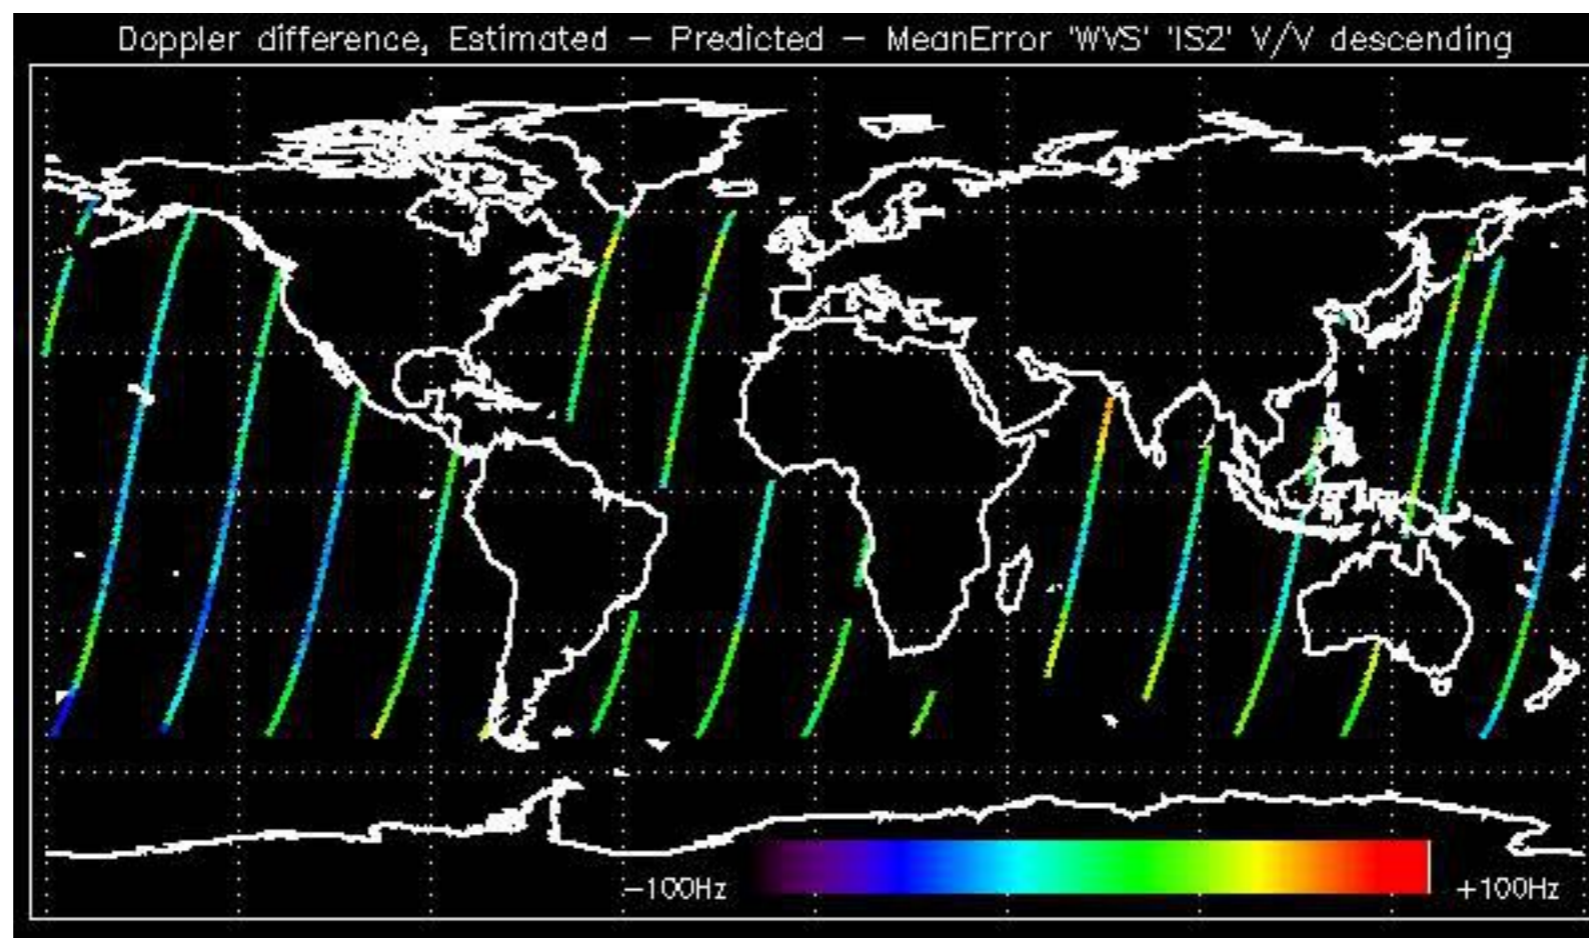 Doppler difference, Estimated – Predicted – MeanError 'WVS' 'IS2' V/V descending
–100Hz
+100Hz